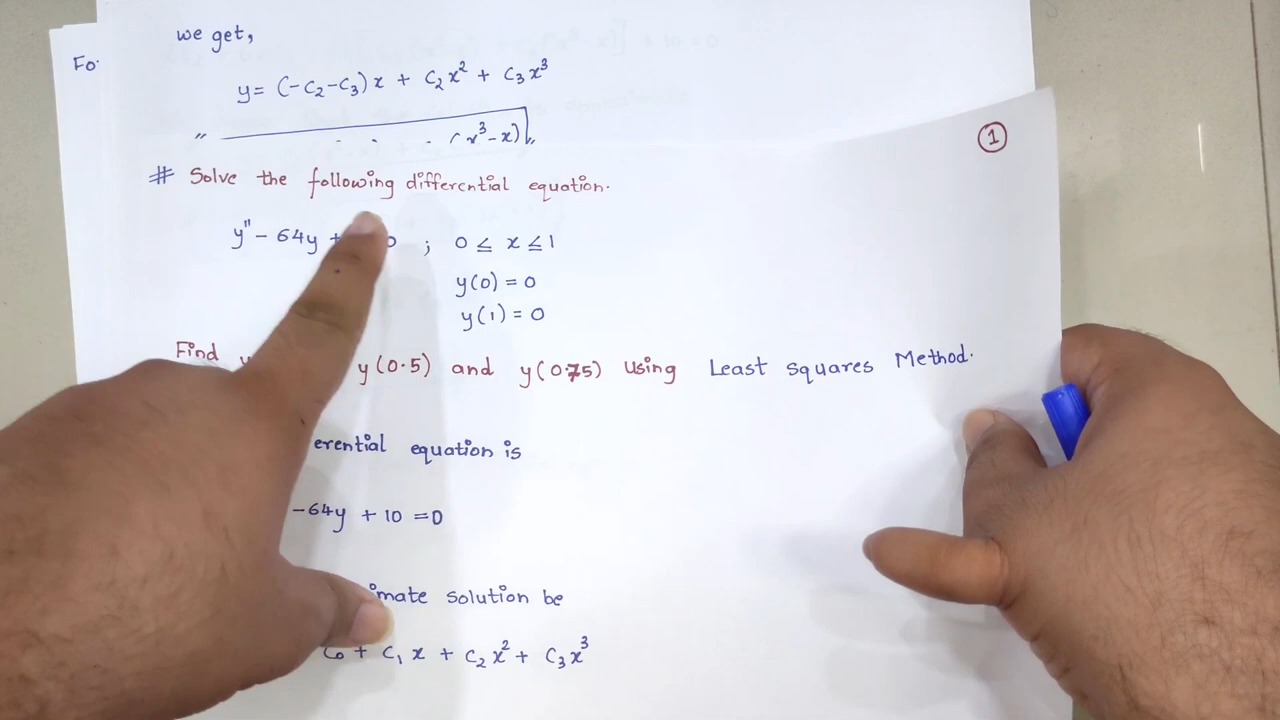 we get,
Fo
y = (-c₂-c₃) x + c₂x² + c₃x³
(x³-x)
①
# Solve the following differential equation.
y" - 64y + 0 ; 0 ≤ x ≤ 1
y(0) = 0
y(1) = 0
Find y(0.5) and y(0.75) using Least squares Method.
erential equation is
-64y + 10 = 0
imate solution be
c₀ + c₁x + c₂x² + c₃x³